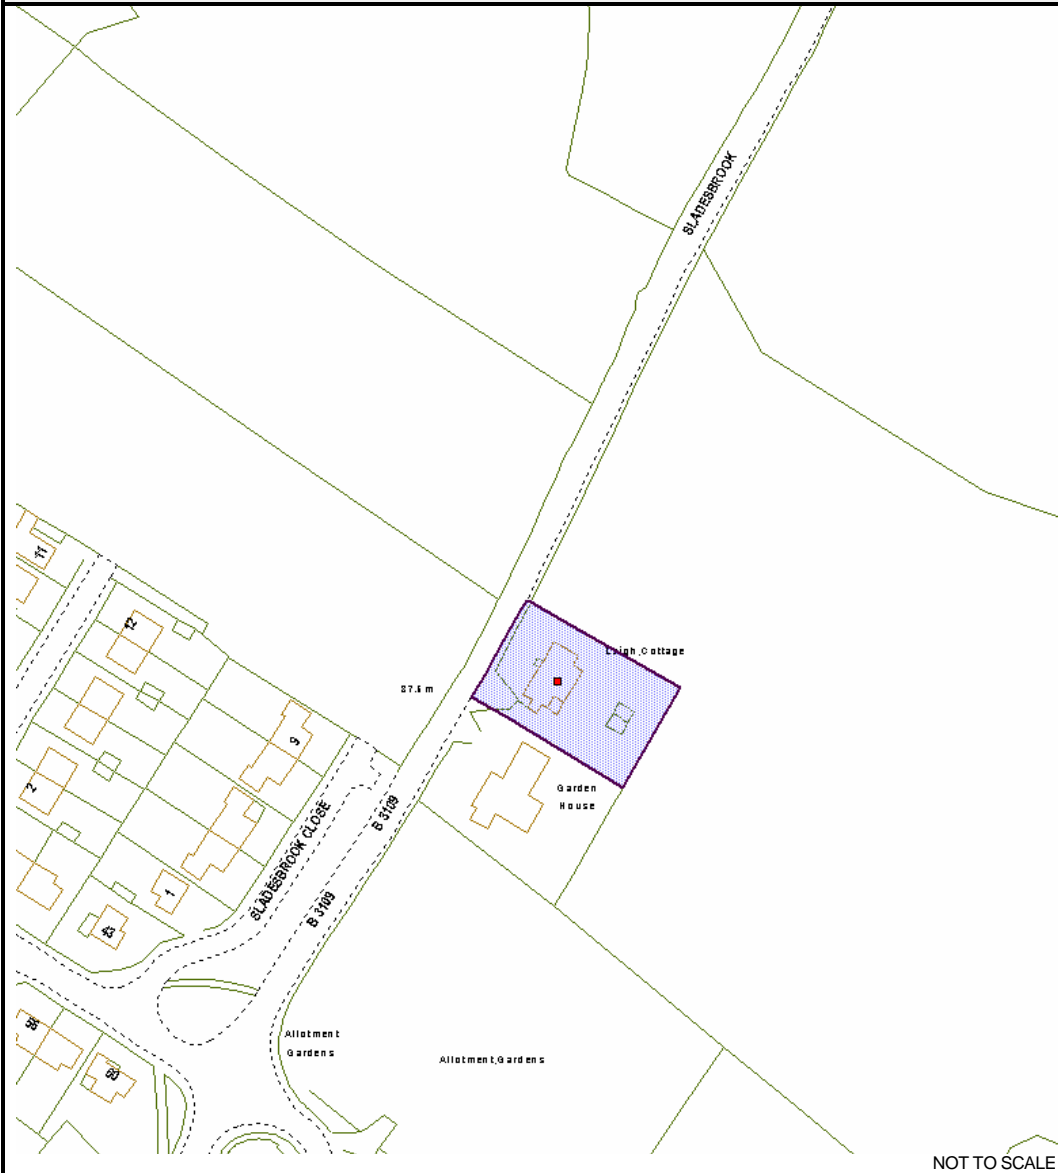 SLADESBROOK
11
12
Leigh Cottage
87.6 m
9
2
Garden
House
B 3109
SLADESBROOK CLOSE
1
B 3109
43
Allotment
Gardens
Allotment Gardens
NOT TO SCALE